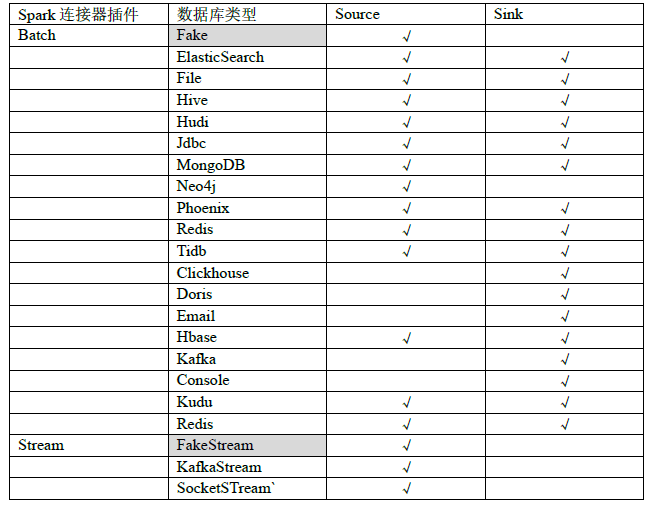 Spark 连接器插件 数据库类型 Source Sink
Batch Fake √
ElasticSearch √ √
File √ √
Hive √ √
Hudi √ √
Jdbc √ √
MongoDB √ √
Neo4j √
Phoenix √ √
Redis √ √
Tidb √ √
Clickhouse √
Doris √
Email √
Hbase √ √
Kafka √
Console √
Kudu √ √
Redis √ √
Stream FakeStream √
KafkaStream √
SocketSTream` √